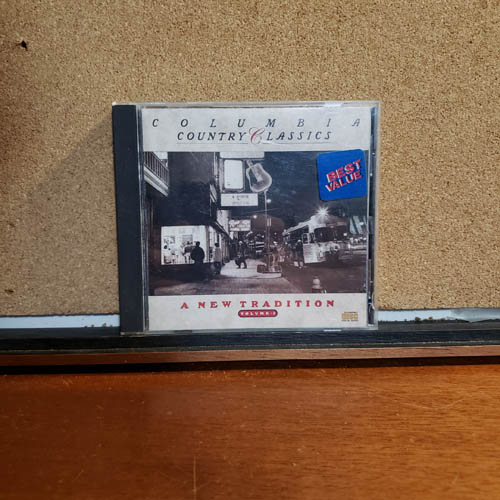 COLUMBIA
COUNTRY CLASSICS
BEST
VALUE
A NEW TRADITION